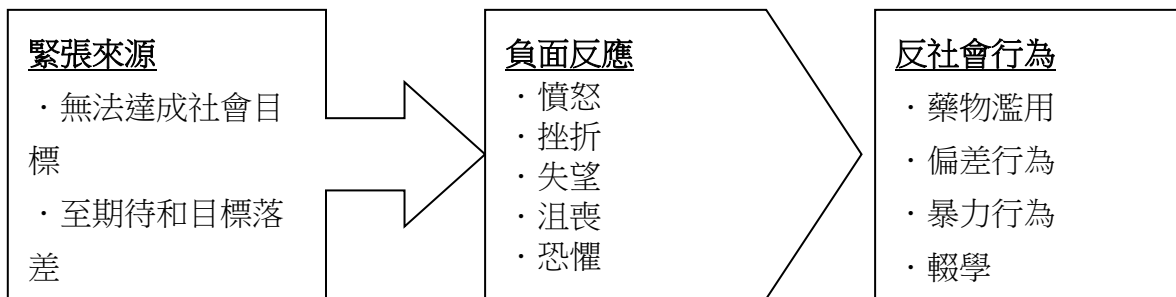 緊張來源
．無法達成社會目
標
．至期待和目標落
差
負面反應
．憤怒
．挫折
．失望
．沮喪
．恐懼
反社會行為
．藥物濫用
．偏差行為
．暴力行為
．輟學